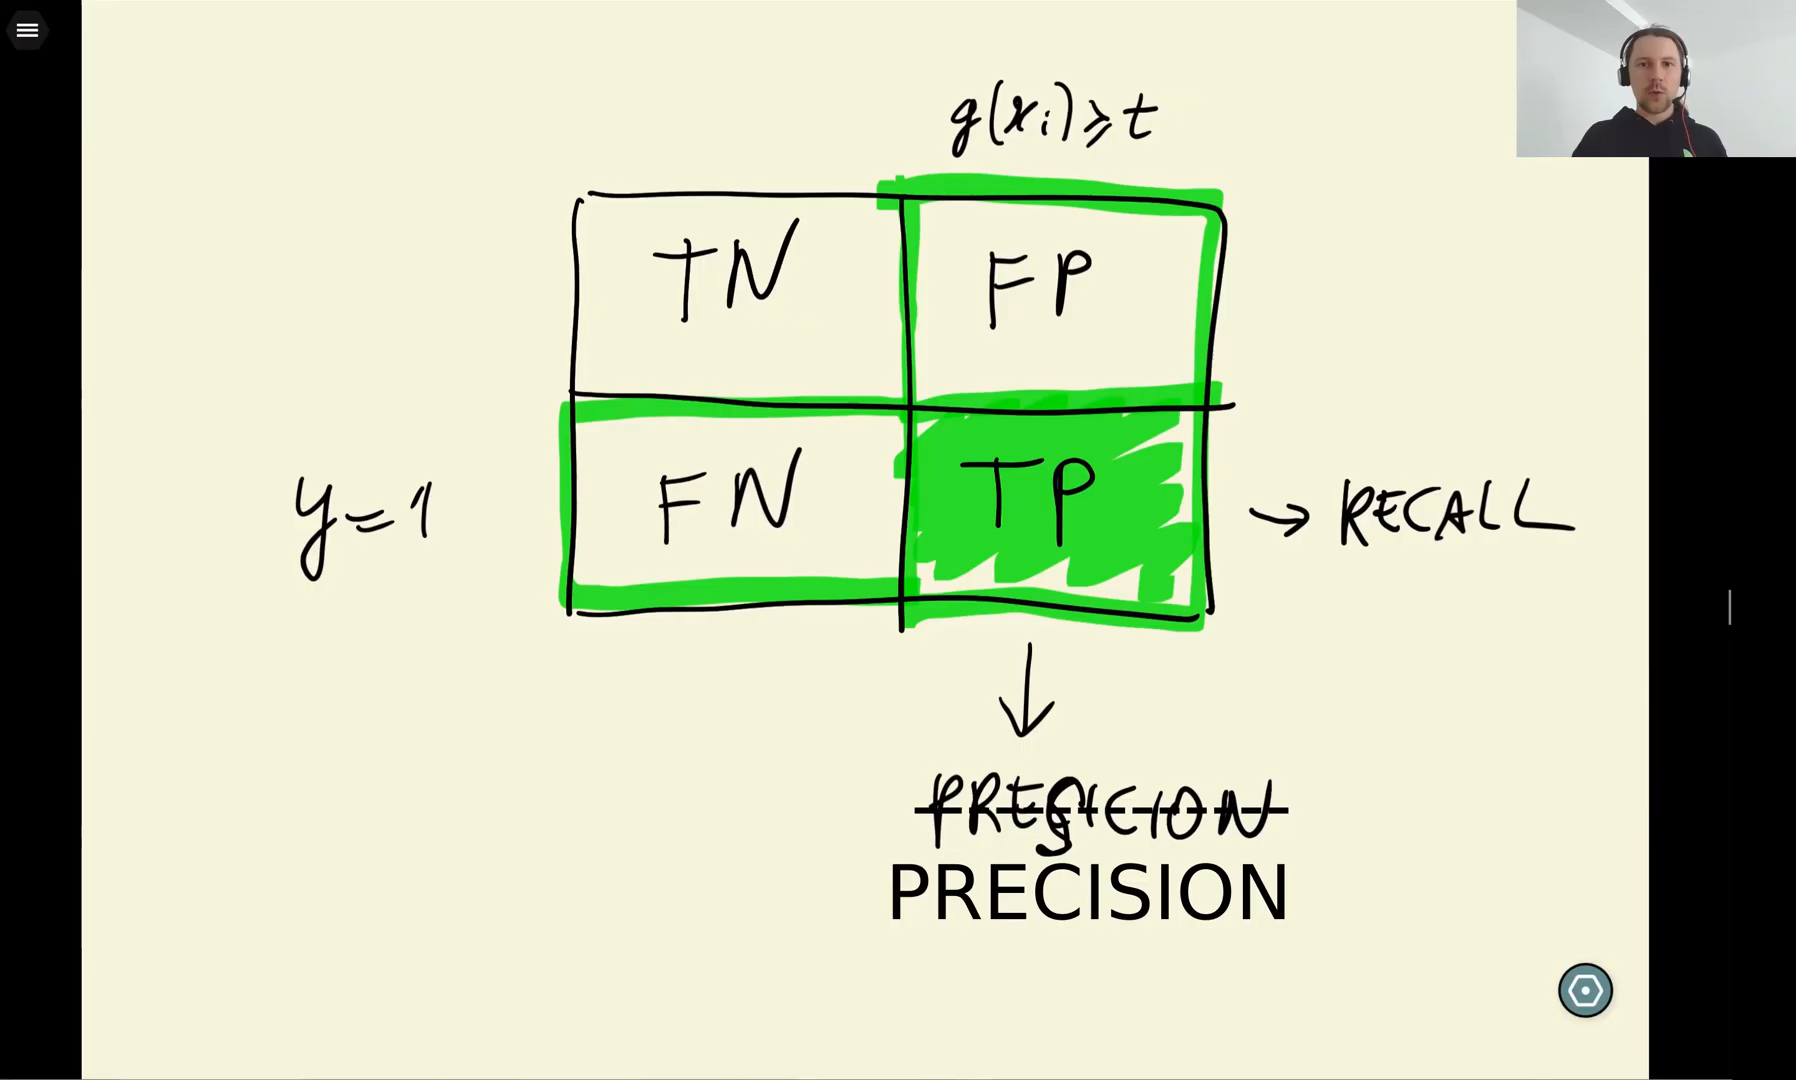 g(xi)≥t
TN FP
y=1 FN TP → RECALL
PRESICION
PRECISION